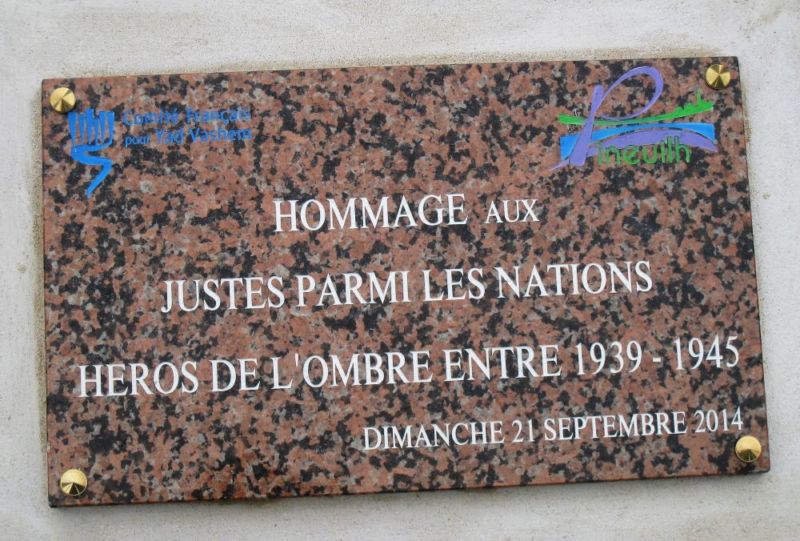 Comité Français
pour Yad Vashem
Pineuilh
HOMMAGE AUX
JUSTES PARMI LES NATIONS
HEROS DE L'OMBRE ENTRE 1939 - 1945
DIMANCHE 21 SEPTEMBRE 2014